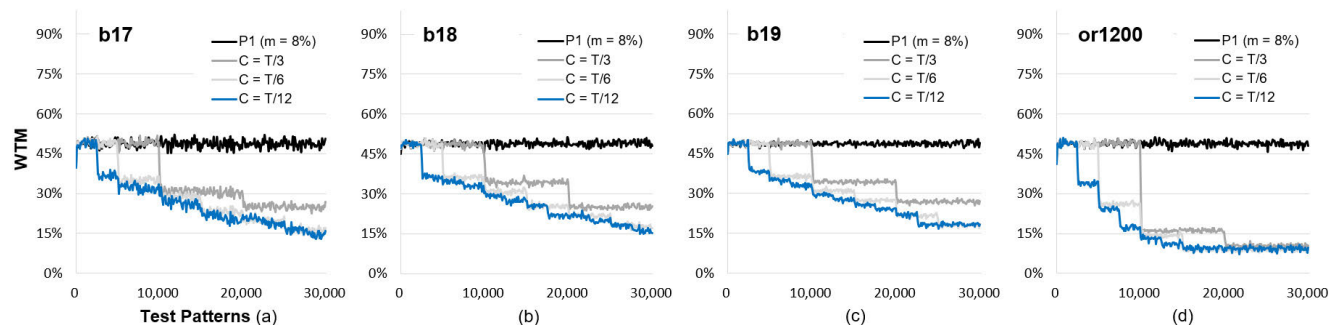 b17
P1 (m = 8%)
C = T/3
C = T/6
C = T/12
90%
75%
60%
45%
30%
15%
0%
WTM
0 10,000 20,000 30,000
Test Patterns (a)
b18
P1 (m = 8%)
C = T/3
C = T/6
C = T/12
90%
75%
60%
45%
30%
15%
0%
0 10,000 20,000 30,000
(b)
b19
P1 (m = 8%)
C = T/3
C = T/6
C = T/12
90%
75%
60%
45%
30%
15%
0%
0 10,000 20,000 30,000
(c)
or1200
P1 (m = 8%)
C = T/3
C = T/6
C = T/12
90%
75%
60%
45%
30%
15%
0%
0 10,000 20,000 30,000
(d)